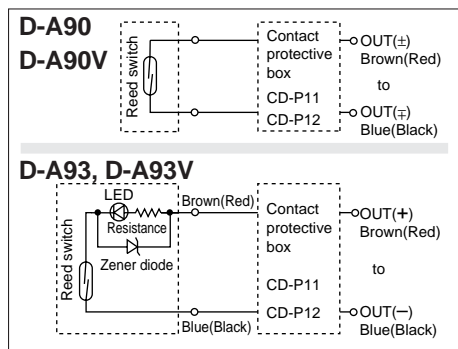 D-A90
D-A90V
Reed switch
Contact
protective
box
CD-P11
CD-P12
OUT(±)
Brown(Red)
to
OUT(∓)
Blue(Black)
D-A93, D-A93V
Reed switch
LED
Resistance
Zener diode
Brown(Red)
Blue(Black)
Contact
protective
box
CD-P11
CD-P12
OUT(+)
Brown(Red)
to
OUT(−)
Blue(Black)